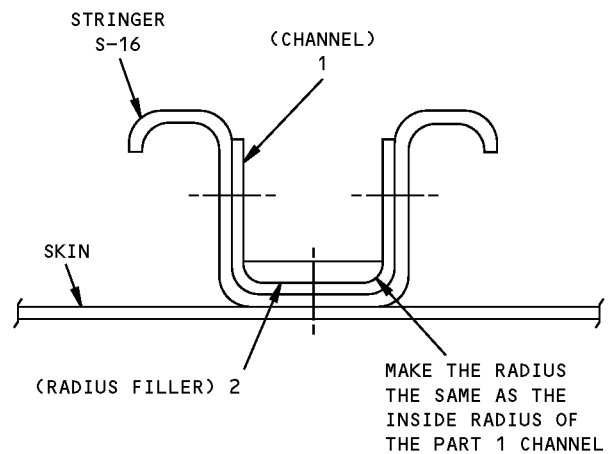 STRINGER
S-16
(CHANNEL)
1
SKIN
(RADIUS FILLER) 2
MAKE THE RADIUS
THE SAME AS THE
INSIDE RADIUS OF
THE PART 1 CHANNEL